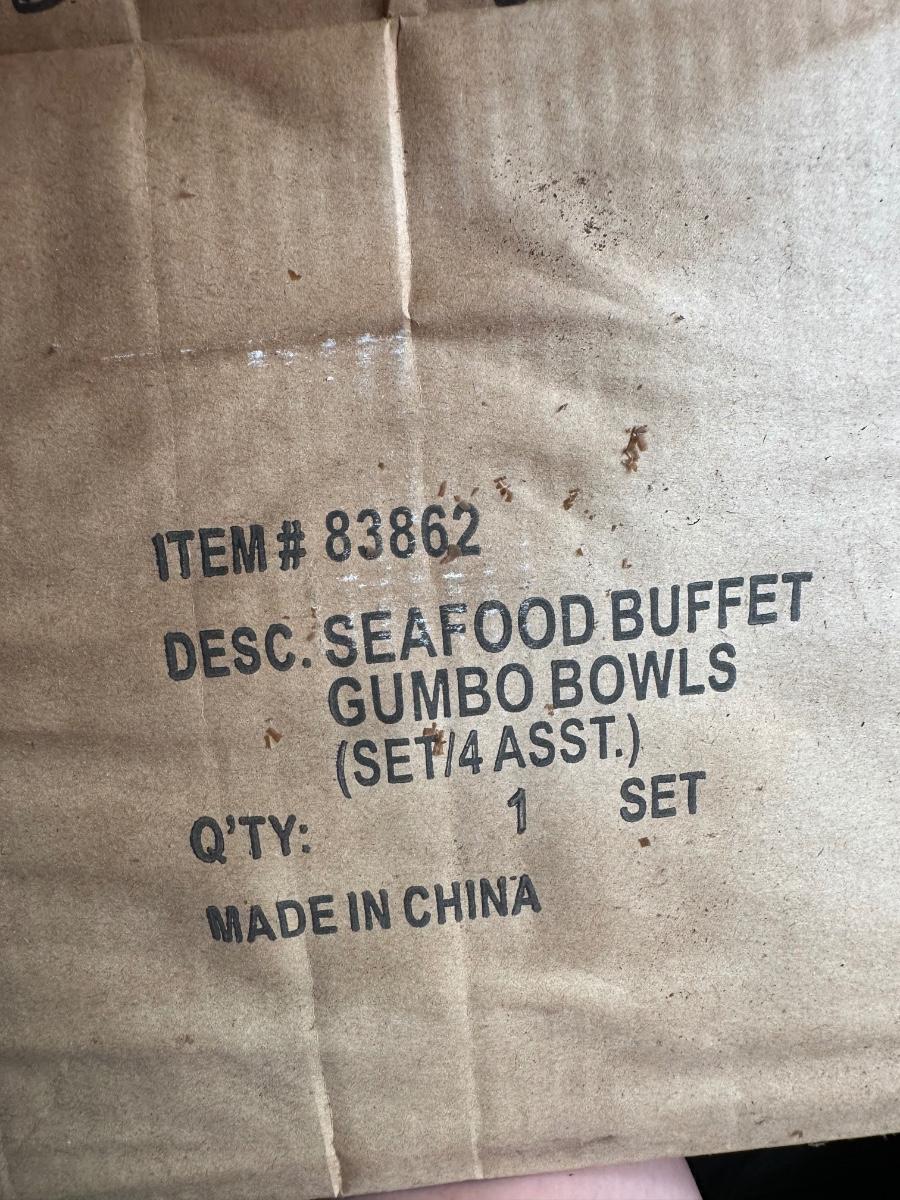 ITEM# 83862
DESC. SEAFOOD BUFFET
GUMBO BOWLS
(SET/4 ASST.)
Q'TY: 1 SET
MADE IN CHINA